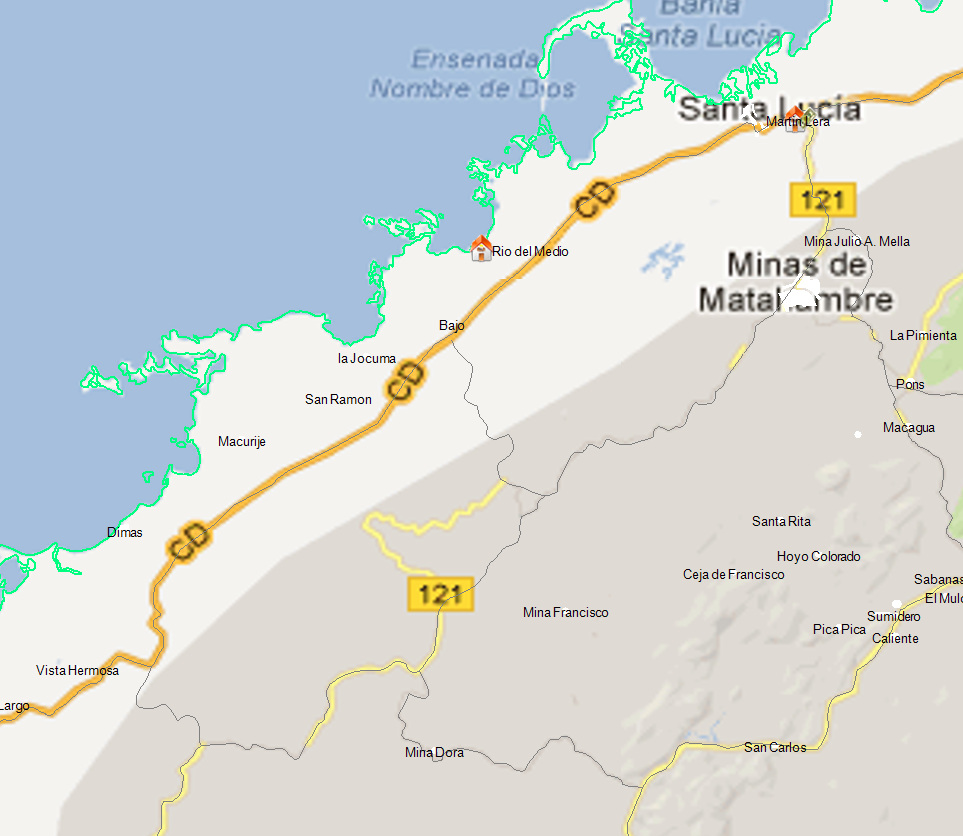 Bahia
Santa Lucia
Ensenada
Nombre de Dios
Santa Lucia
Martin Lera
121
CD
Mina Julio A. Mella
Rio del Medio
Minas de
Matahambre
Bajo
La Pimienta
la Jocuma
CD
Pons
San Ramon
Macagua
Macurije
Santa Rita
Dimas
CD
Hoyo Colorado
Ceja de Francisco
Sabanas
121
El Mulo
Mina Francisco
Sumidero
Pica Pica
Caliente
Vista Hermosa
Largo
San Carlos
Mina Dora